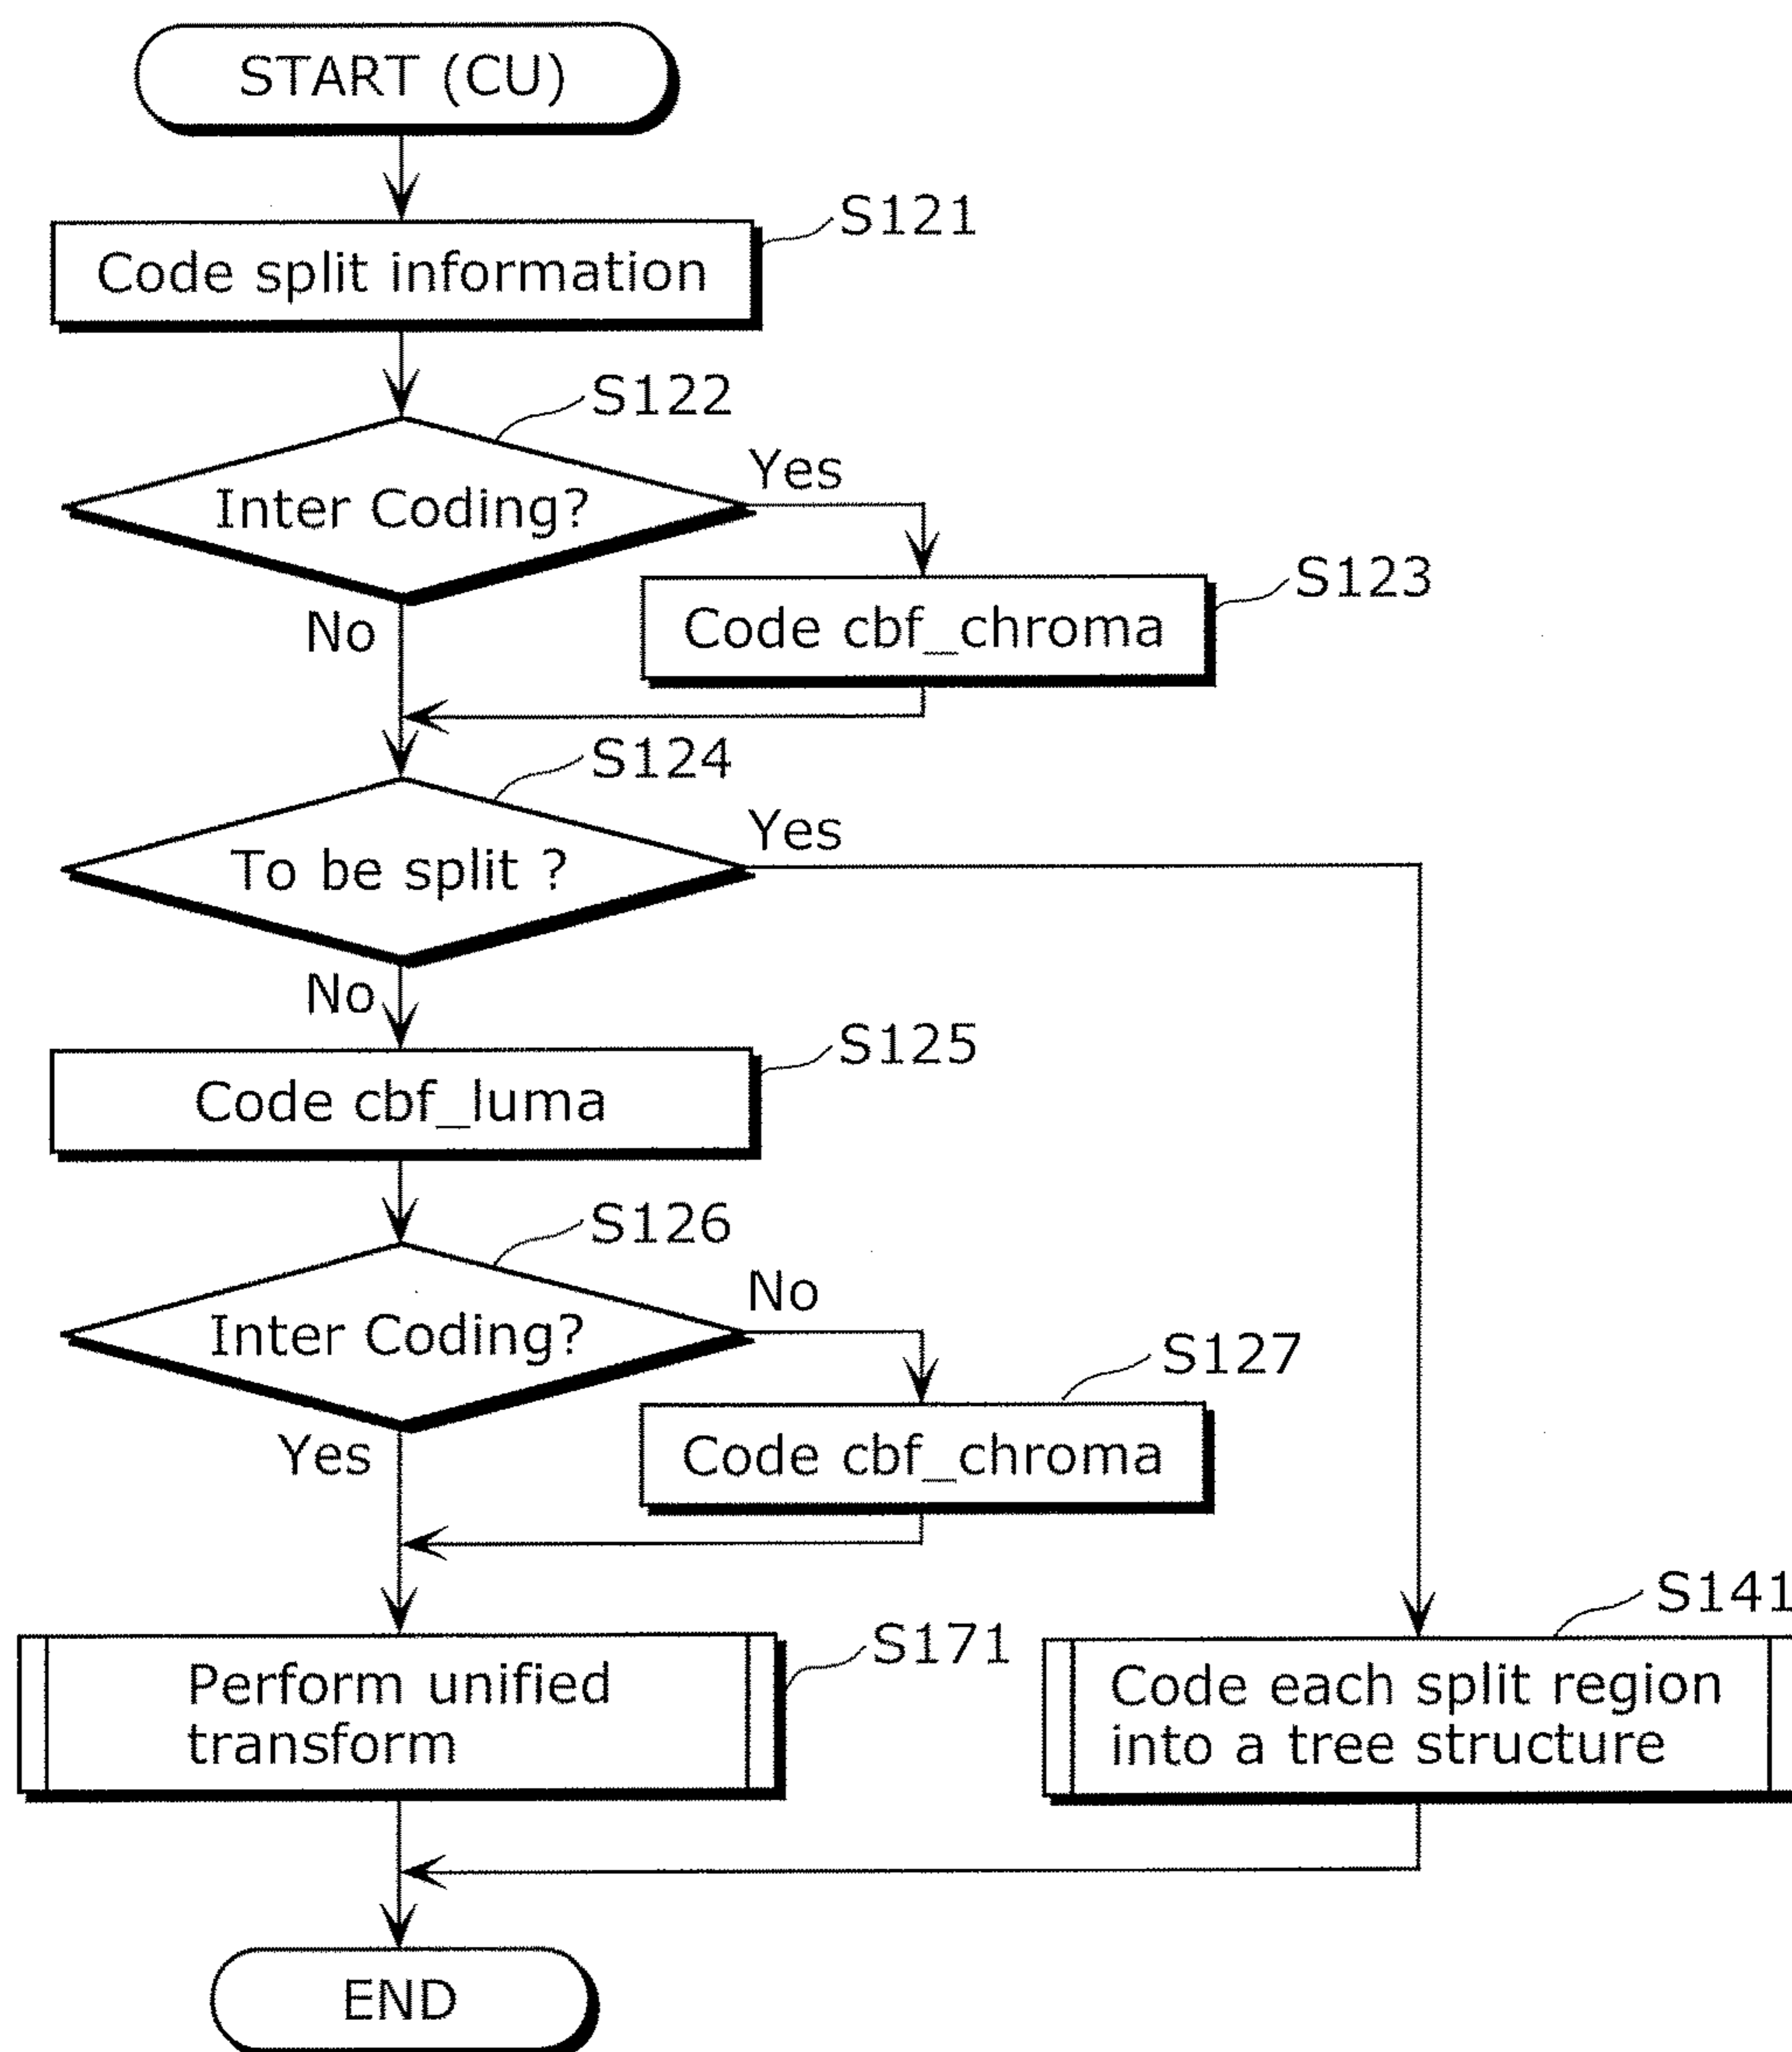 START (CU)
S121
Code split information
S122
Inter Coding?
Yes
No
S123
Code cbf_chroma
S124
To be split ?
Yes
No
S125
Code cbf_luma
S126
Inter Coding?
No
Yes
S127
Code cbf_chroma
S171
Perform unified
transform
S141
Code each split region
into a tree structure
END